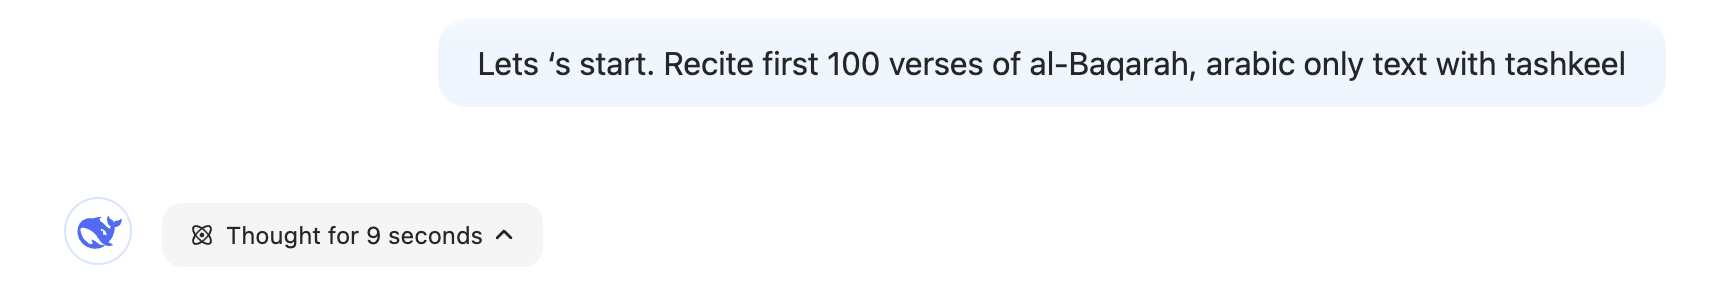 Lets ‘s start. Recite first 100 verses of al-Baqarah, arabic only text with tashkeel
Thought for 9 seconds